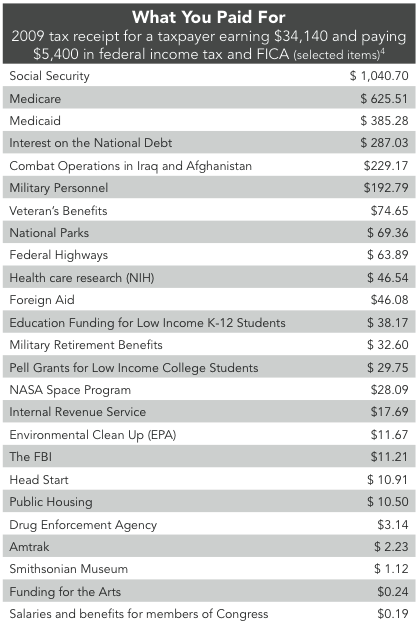 What You Paid For
2009 tax receipt for a taxpayer earning $34,140 and paying
$5,400 in federal income tax and FICA (selected items)4
Social Security $ 1,040.70
Medicare $ 625.51
Medicaid $ 385.28
Interest on the National Debt $ 287.03
Combat Operations in Iraq and Afghanistan $229.17
Military Personnel $192.79
Veteran's Benefits $74.65
National Parks $ 69.36
Federal Highways $ 63.89
Health care research (NIH) $ 46.54
Foreign Aid $46.08
Education Funding for Low Income K-12 Students $ 38.17
Military Retirement Benefits $ 32.60
Pell Grants for Low Income College Students $ 29.75
NASA Space Program $28.09
Internal Revenue Service $17.69
Environmental Clean Up (EPA) $11.67
The FBI $11.21
Head Start $ 10.91
Public Housing $ 10.50
Drug Enforcement Agency $3.14
Amtrak $ 2.23
Smithsonian Museum $ 1.12
Funding for the Arts $0.24
Salaries and benefits for members of Congress $0.19